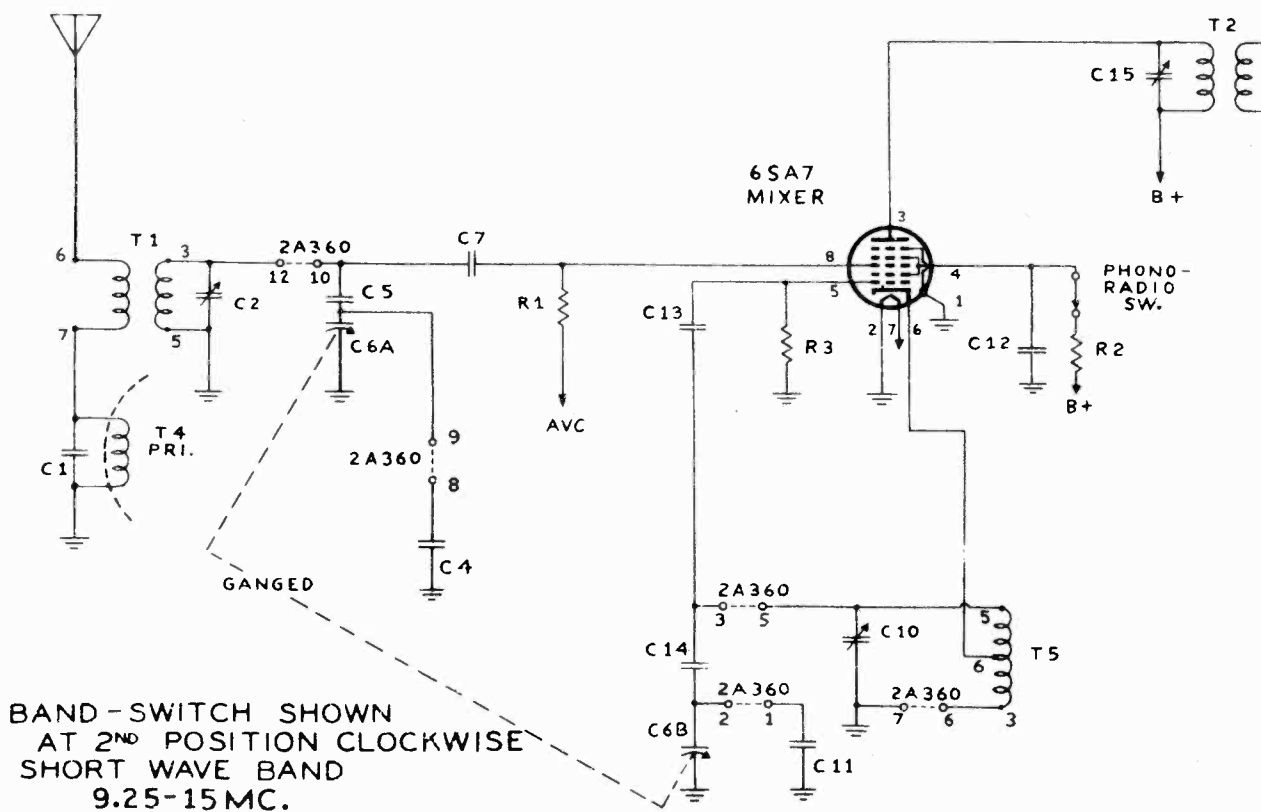 T2
C15
B+
6SA7
MIXER
3
8
5
4
1
2
7
6
PHONO-
RADIO
SW.
C12
R2
B+
6
T1
3
2A360
12
10
C7
C2
C5
R1
7
5
C6A
C13
R3
AVC
T4
PRI.
C1
9
2A360
8
C4
GANGED
2A360
3
5
C10
5
C14
6
T5
2A360
2
1
2A360
7
6
3
C6B
C11
BAND-SWITCH SHOWN
AT 2ND POSITION CLOCKWISE
SHORT WAVE BAND
9.25-15MC.